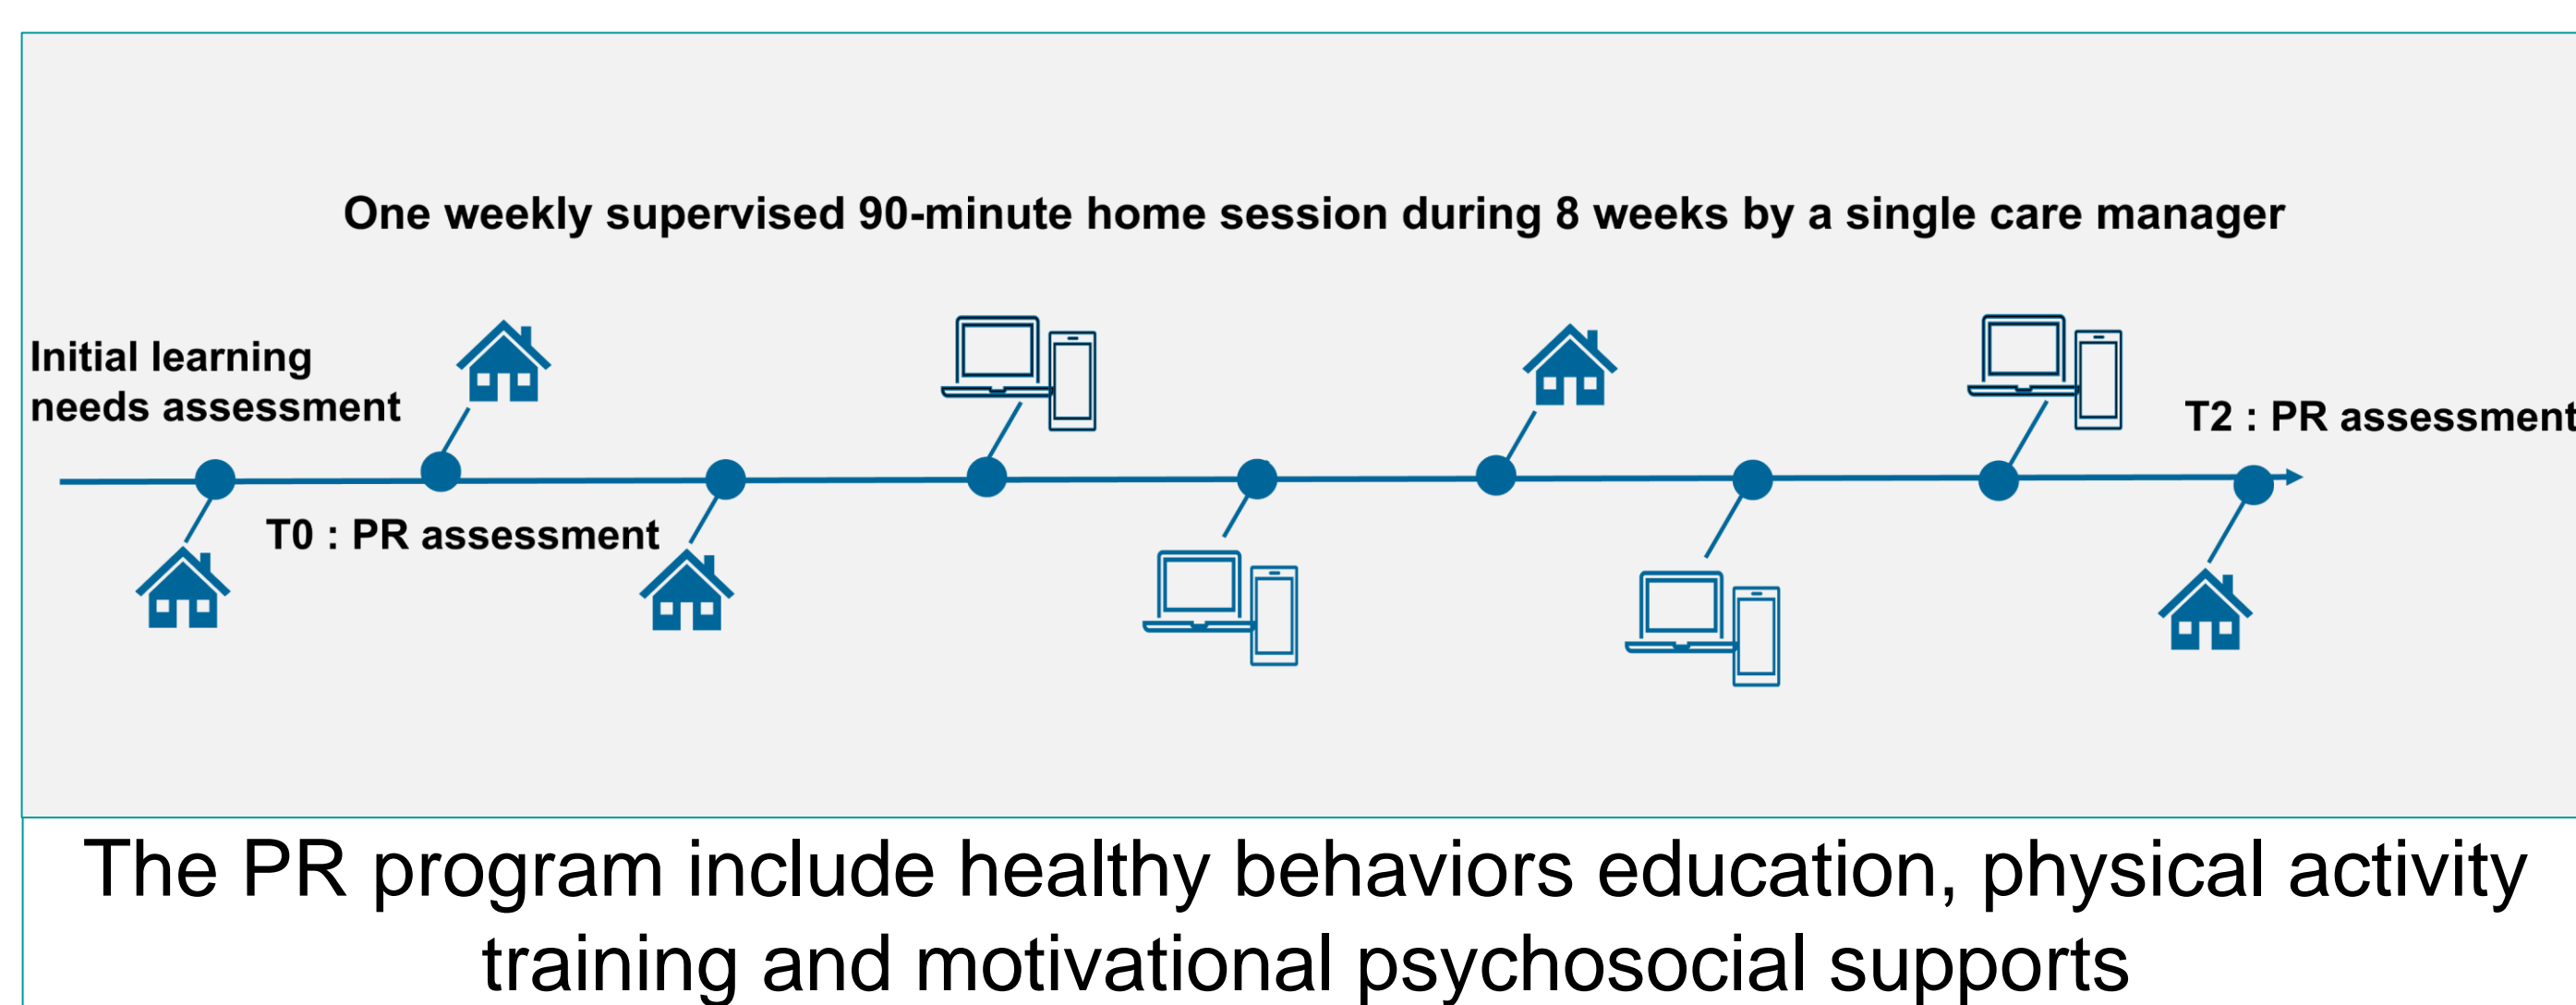 One weekly supervised 90-minute home session during 8 weeks by a single care manager
Initial learning
needs assessment
T2 : PR assessment
T0 : PR assessment
The PR program include healthy behaviors education, physical activity
training and motivational psychosocial supports